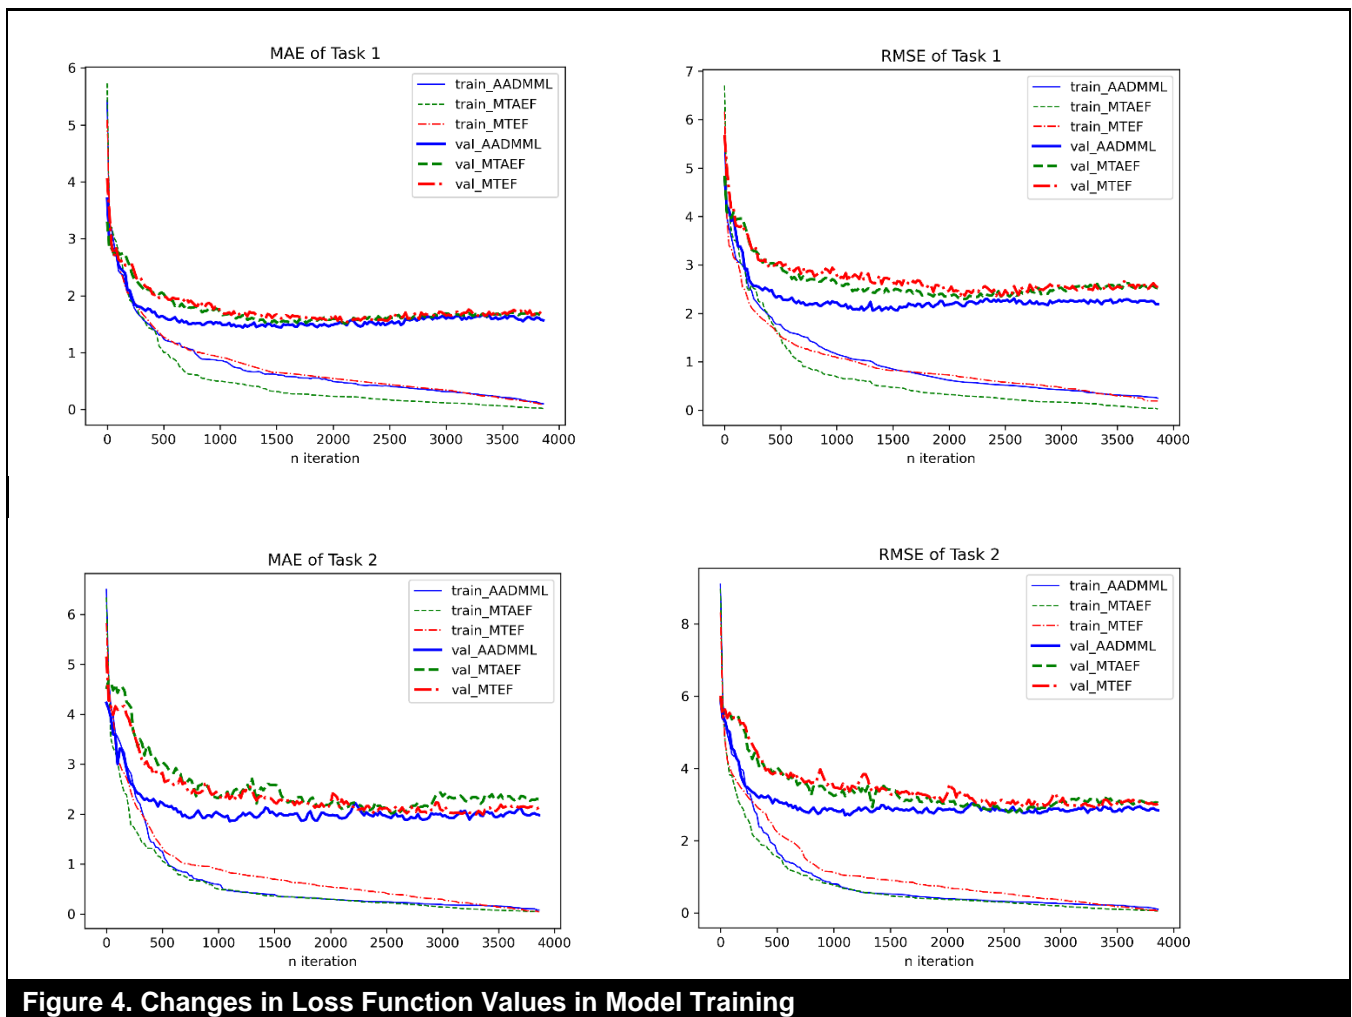 MAE of Task 1
6
5
4
3
2
1
0
0 500 1000 1500 2000 2500 3000 3500 4000
n iteration
train_AADMML
train_MTAEF
train_MTEF
val_AADMML
val_MTAEF
val_MTEF
RMSE of Task 1
7
6
5
4
3
2
1
0
0 500 1000 1500 2000 2500 3000 3500 4000
n iteration
train_AADMML
train_MTAEF
train_MTEF
val_AADMML
val_MTAEF
val_MTEF
MAE of Task 2
6
5
4
3
2
1
0
0 500 1000 1500 2000 2500 3000 3500 4000
n iteration
train_AADMML
train_MTAEF
train_MTEF
val_AADMML
val_MTAEF
val_MTEF
RMSE of Task 2
8
6
4
2
0
0 500 1000 1500 2000 2500 3000 3500 4000
n iteration
train_AADMML
train_MTAEF
train_MTEF
val_AADMML
val_MTAEF
val_MTEF
Figure 4. Changes in Loss Function Values in Model Training